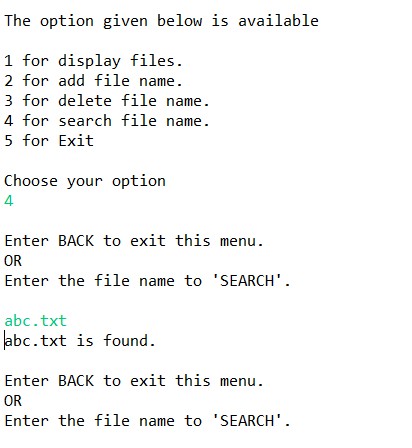 The option given below is available
1 for display files.
2 for add file name.
3 for delete file name.
4 for search file name.
5 for Exit
Choose your option
4
Enter BACK to exit this menu.
OR
Enter the file name to 'SEARCH'.
abc.txt
abc.txt is found.
Enter BACK to exit this menu.
OR
Enter the file name to 'SEARCH'.